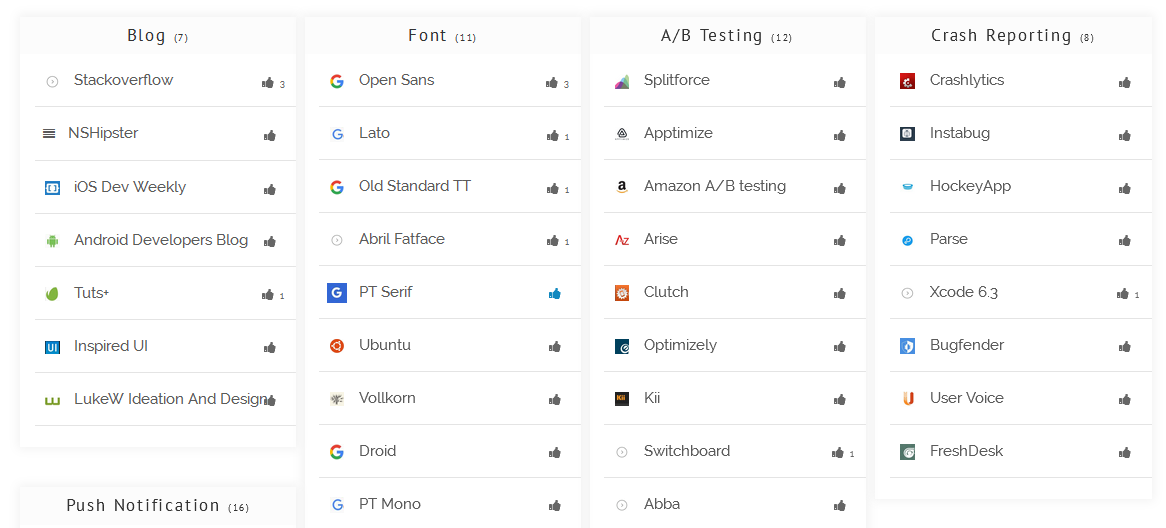 Blog (7)
Stackoverflow 3
NSHipster
iOS Dev Weekly
Android Developers Blog
Tuts+ 1
Inspired UI
LukeW Ideation And Design
Push Notification (16)
Font (11)
Open Sans 3
Lato 1
Old Standard TT 1
Abril Fatface 1
PT Serif
Ubuntu
Vollkorn
Droid
PT Mono
A/B Testing (12)
Splitforce
Apptimize
Amazon A/B testing
Arise
Clutch
Optimizely
Kii
Switchboard 1
Abba
Crash Reporting (8)
Crashlytics
Instabug
HockeyApp
Parse
Xcode 6.3 1
Bugfender
User Voice
FreshDesk